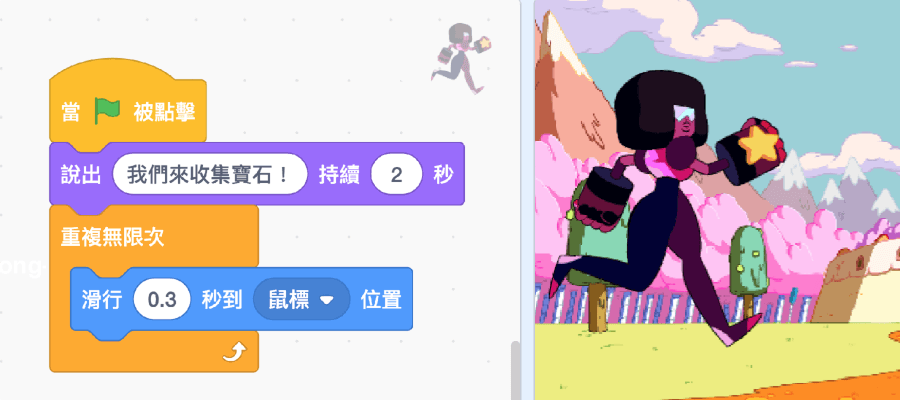 當 被點擊
說出 我們來收集寶石！ 持續 2 秒
重複無限次
滑行 0.3 秒到 鼠標 位置
ong